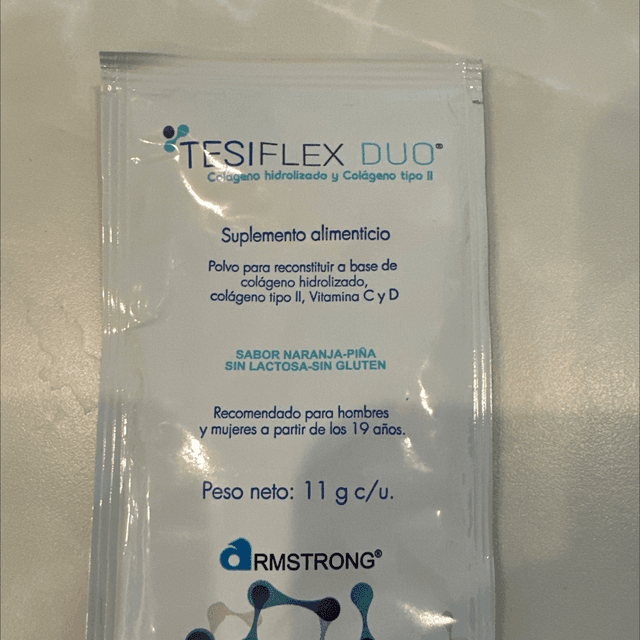 TESIFLEX DUO®
Colágeno hidrolizado y Colágeno tipo II
Suplemento alimenticio
Polvo para reconstituir a base de
colágeno hidrolizado,
colágeno tipo II, Vitamina C y D
SABOR NARANJA-PIÑA
SIN LACTOSA-SIN GLUTEN
Recomendado para hombres
y mujeres a partir de los 19 años.
Peso neto: 11 g c/u.
aRMSTRONG®